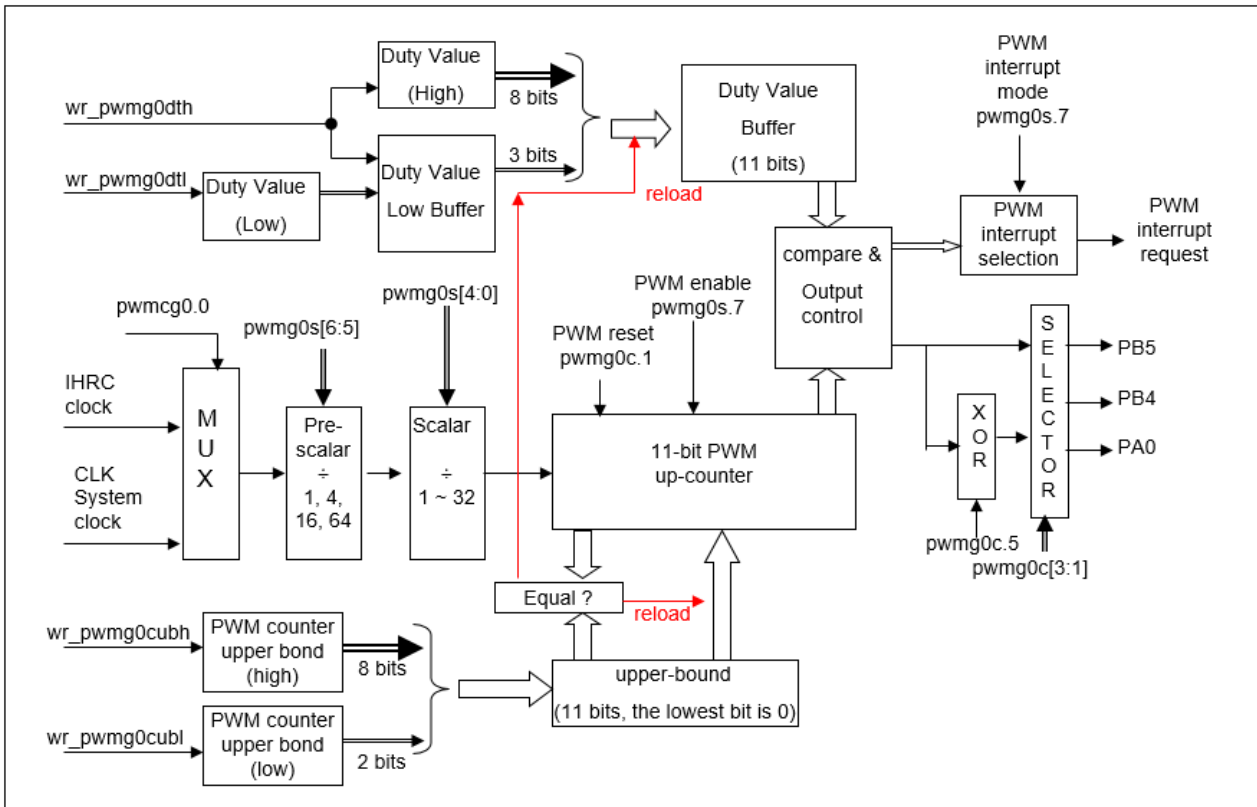 Duty Value
(High)
8 bits
wr_pwmg0dth
3 bits
Duty Value
Low Buffer
wr_pwmg0dtl
Duty Value
(Low)
reload
Duty Value
Buffer
(11 bits)
PWM
interrupt
mode
pwmg0s.7
PWM
interrupt
selection
PWM
interrupt
request
compare &
Output
control
pwmcg0.0
pwmg0s[6:5]
pwmg0s[4:0]
PWM enable
pwmg0s.7
PWM reset
pwmg0c.1
IHRC
clock
CLK
System
clock
MUX
Pre-
scalar
÷
1, 4,
16, 64
Scalar
÷
1 ~ 32
11-bit PWM
up-counter
XOR
SELECTOR
PB5
PB4
PA0
pwmg0c.5
pwmg0c[3:1]
Equal ?
reload
wr_pwmg0cubh
PWM counter
upper bond
(high)
8 bits
upper-bound
(11 bits, the lowest bit is 0)
wr_pwmg0cubl
PWM counter
upper bond
(low)
2 bits